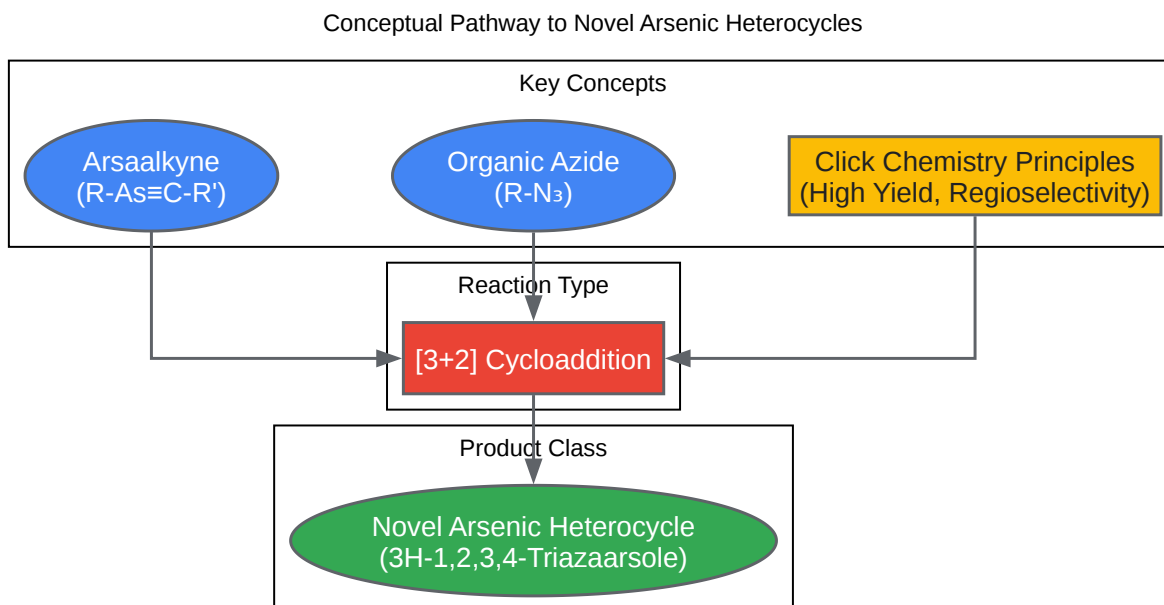 Conceptual Pathway to Novel Arsenic Heterocycles
Key Concepts
Arsaalkyne
(R-As≡C-R')
Organic Azide
(R-N₃)
Click Chemistry Principles
(High Yield, Regioselectivity)
Reaction Type
[3+2] Cycloaddition
Product Class
Novel Arsenic Heterocycle
(3H-1,2,3,4-Triazaarsole)